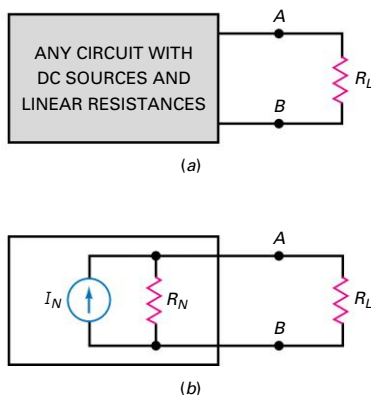 A
ANY CIRCUIT WITH
DC SOURCES AND
LINEAR RESISTANCES
R_L
B
(a)
A
I_N
R_N
R_L
B
(b)